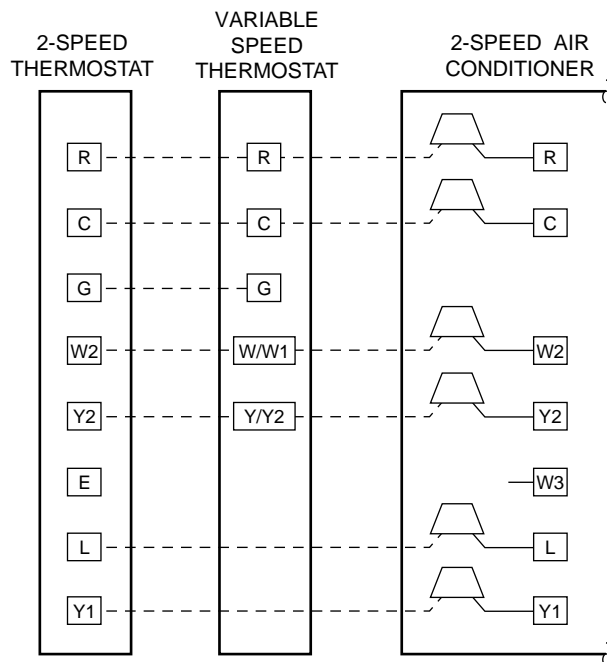 2-SPEED
THERMOSTAT
VARIABLE
SPEED
THERMOSTAT
2-SPEED AIR
CONDITIONER
R R R
C C C
G G
W2 W/W1 W2
Y2 Y/Y2 Y2
E W3
L L
Y1 Y1